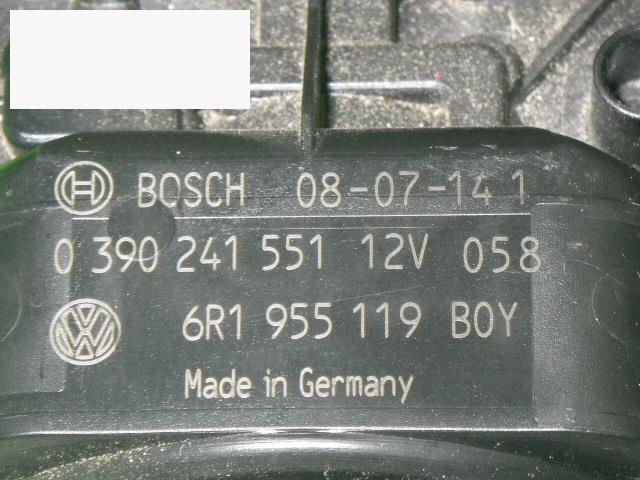 BOSCH 08-07-14 1
0 390 241 551 12V 058
6R1 955 119 BOY
Made in Germany